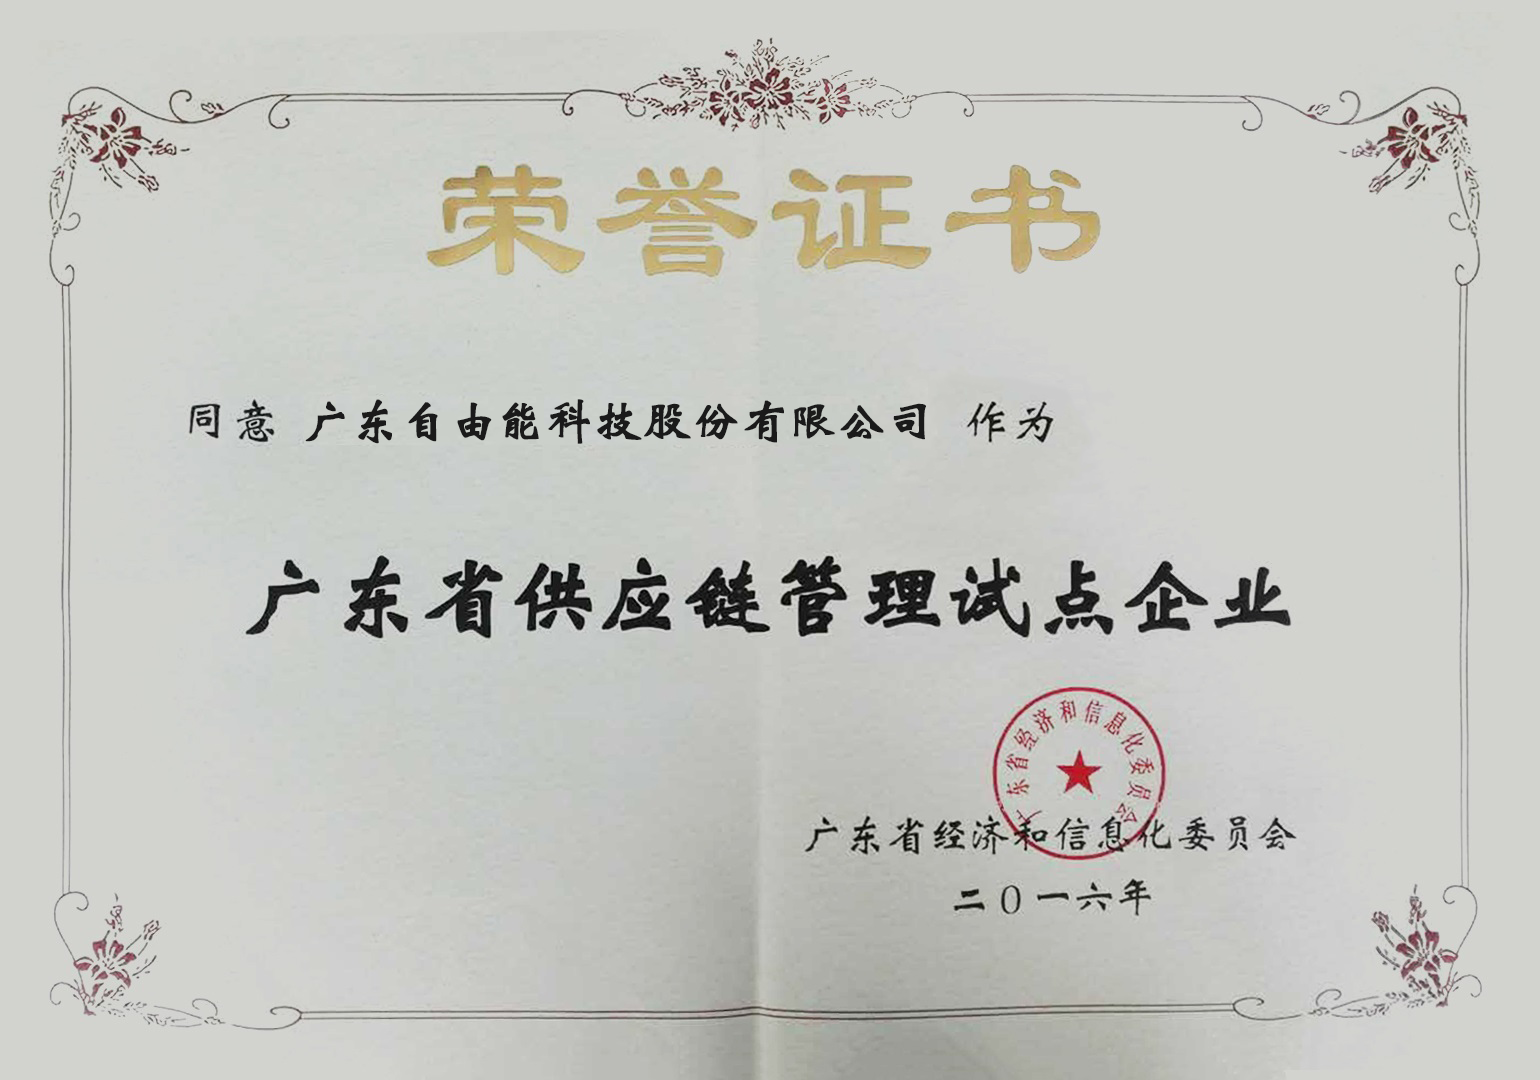 荣誉证书
同意 广东自由能科技股份有限公司 作为
广东省供应链管理试点企业
广东省经济和信息化委员会
广东省经济和信息化委员会
二〇一六年